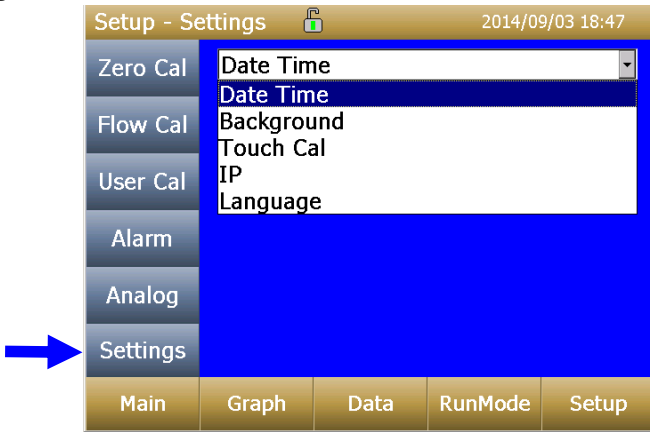 Setup - Settings 2014/09/03 18:47
Zero Cal
Flow Cal
User Cal
Alarm
Analog
Settings
Date Time
Date Time
Background
Touch Cal
IP
Language
Main Graph Data RunMode Setup